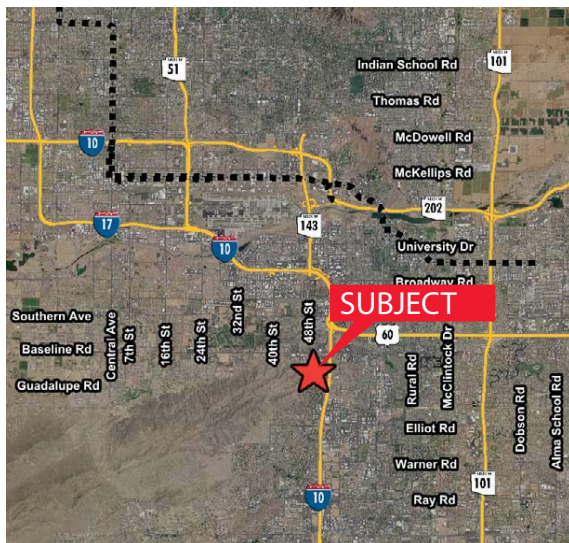 51
101
Indian School Rd
Thomas Rd
McDowell Rd
10
McKellips Rd
202
17
143
10
University Dr
Broadway Rd
SUBJECT
Southern Ave
Baseline Rd
Guadalupe Rd
Central Ave
7th St
16th St
24th St
32nd St
40th St
48th St
60
Rural Rd
McClintock Dr
Dobson Rd
Alma School Rd
Elliot Rd
Warner Rd
101
10
Ray Rd